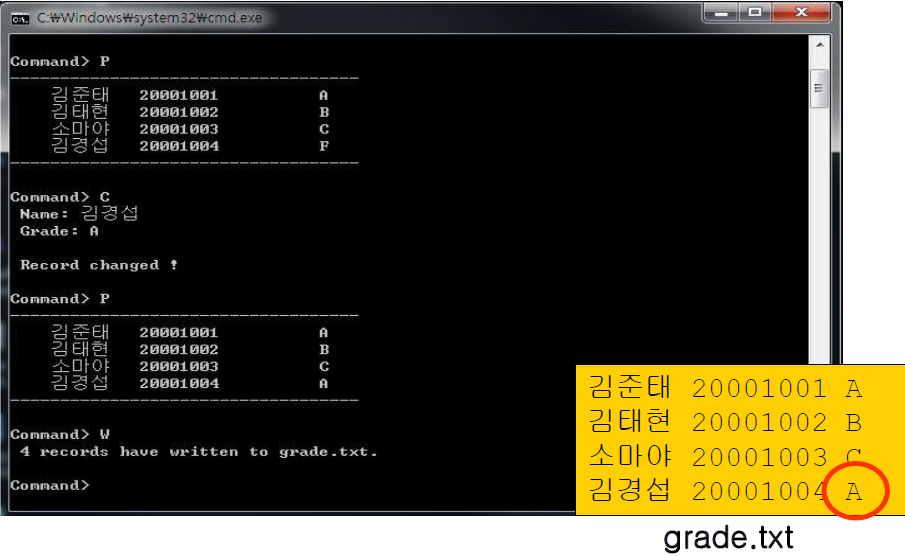 C:₩Windows₩system32₩cmd.exe
Command> P
------------------------------------
김준태 20001001 A
김태현 20001002 B
소마야 20001003 C
김경섭 20001004 F
------------------------------------
Command> C
Name: 김경섭
Grade: A
Record changed !
Command> P
------------------------------------
김준태 20001001 A
김태현 20001002 B
소마야 20001003 C
김경섭 20001004 A
------------------------------------
Command> W
4 records have written to grade.txt.
Command>
김준태 20001001 A
김태현 20001002 B
소마야 20001003 C
김경섭 20001004 A
grade.txt